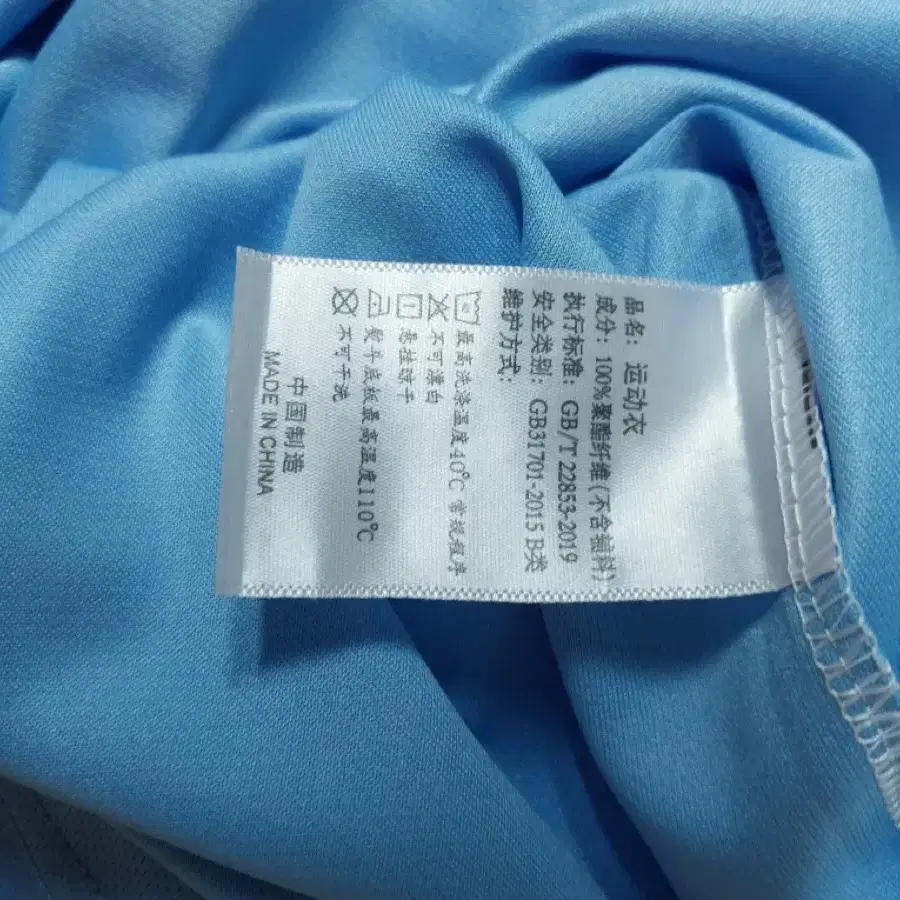 品名：运动衣
成分：100%聚酯纤维(不含辅料)
执行标准：GB/T 22853-2019
安全类别：GB31701-2015 B类
维护方式：
最高洗涤温度40℃ 常规程序
不可漂白
悬挂晾干
熨斗底板最高温度110℃
不可干洗
中国制造
MADE IN CHINA